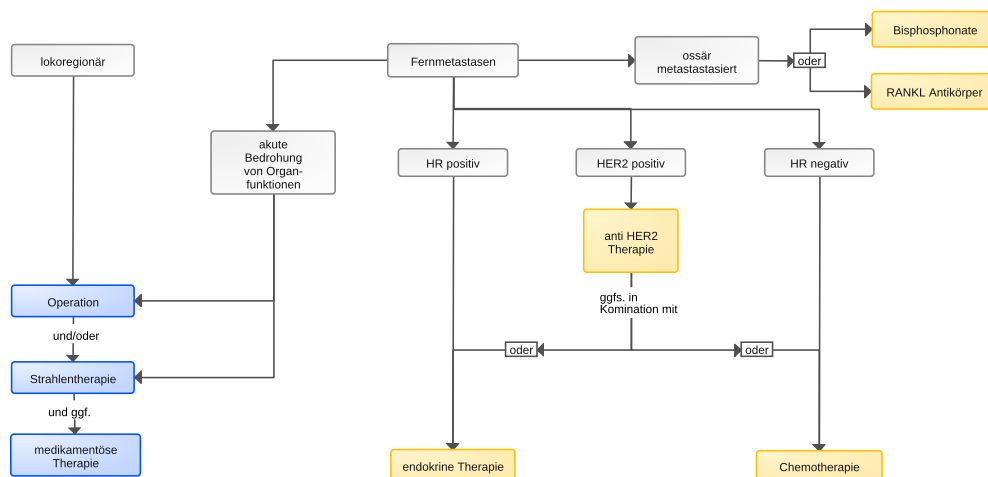 Bisphosphonate
lokoregionär
Fernmetastasen
ossär
metastastasiert
oder
RANKL Antikörper
akute
Bedrohung
von Organ-
funktionen
HR positiv
HER2 positiv
HR negativ
anti HER2
Therapie
Operation
ggfs. in
Komination mit
und/oder
oder
oder
Strahlentherapie
und ggf.
medikamentöse
Therapie
endokrine Therapie
Chemotherapie